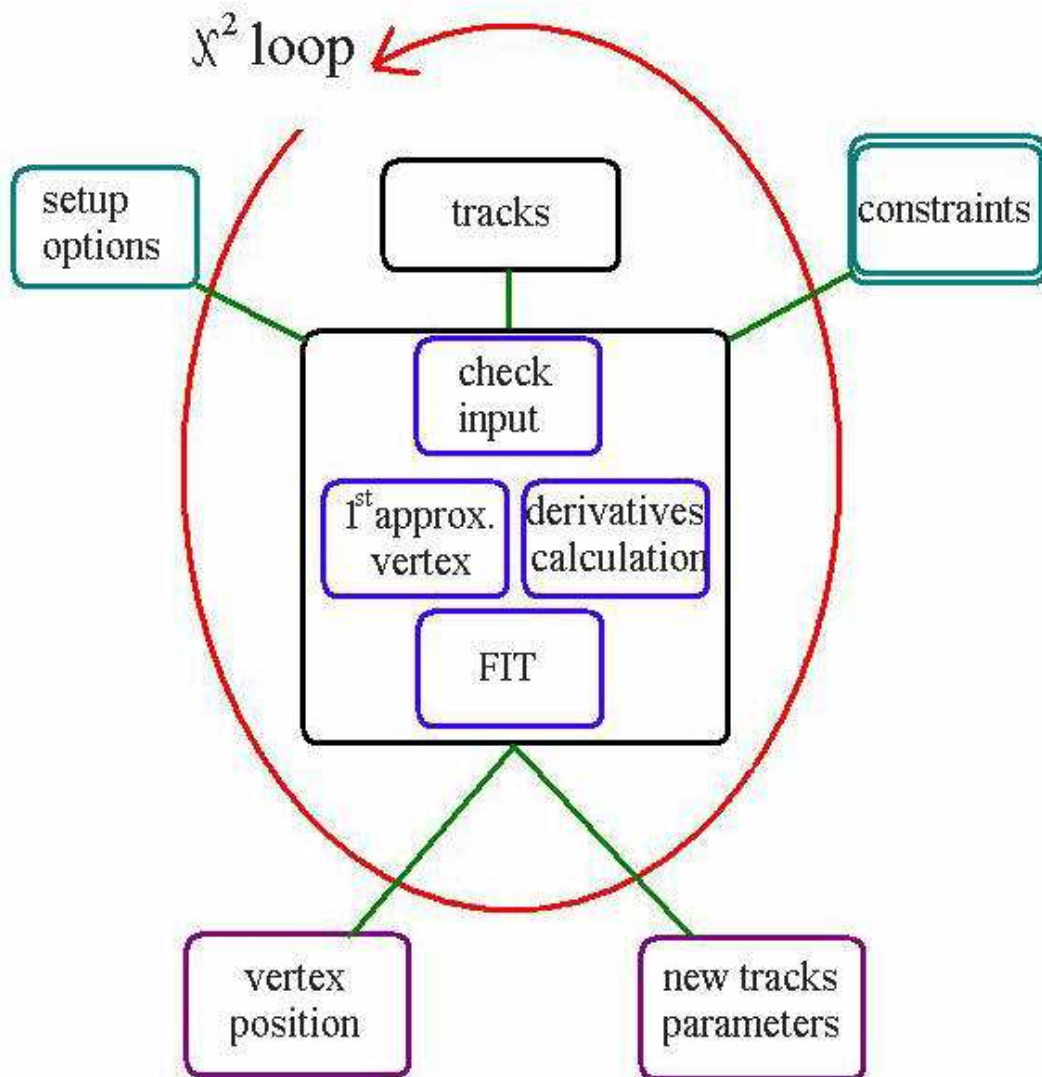 χ² loop
setup
options
tracks
constraints
check
input
1st approx.
vertex
derivatives
calculation
FIT
vertex
position
new tracks
parameters